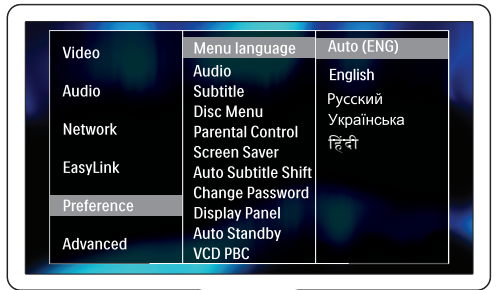 Video
Audio
Network
EasyLink
Preference
Advanced
Menu language
Audio
Subtitle
Disc Menu
Parental Control
Screen Saver
Auto Subtitle Shift
Change Password
Display Panel
Auto Standby
VCD PBC
Auto (ENG)
English
Русский
Українська
हिंदी